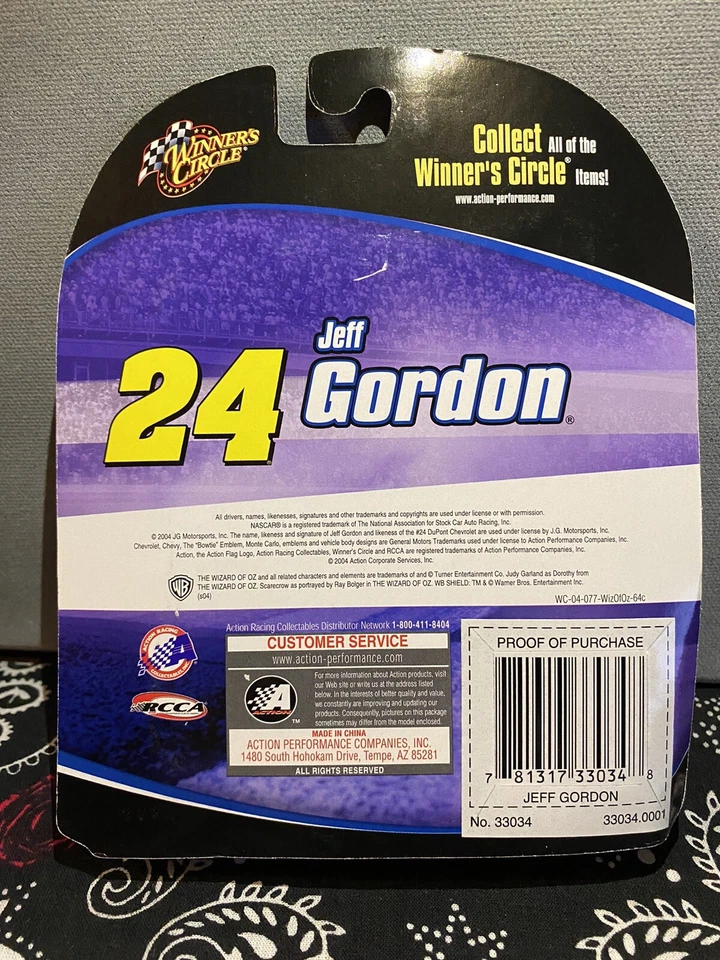 WINNER'S
CIRCLE®
Collect All of the
Winner's Circle® Items!
www.action-performance.com
Jeff
24 Gordon®
All drivers, names, likenesses, signatures and other trademarks and copyrights are used under license or with permission.
NASCAR® is a registered trademark of The National Association for Stock Car Auto Racing, Inc.
© 2004 JG Motorsports, Inc. The name, likeness and signature of Jeff Gordon and likeness of the #24 DuPont Chevrolet are used under license by J.G. Motorsports, Inc.
Chevrolet, Chevy, The "Bowtie" Emblem, Monte Carlo, emblems and vehicle body designs are General Motors Trademarks used under license to Action Performance Companies, Inc.
Action, the Action Flag Logo, Action Racing Collectables, Winner's Circle and RCCA are registered trademarks of Action Performance Companies, Inc.
© 2004 Action Corporate Services, Inc.
WB
THE WIZARD OF OZ and all related characters and elements are trademarks of and © Turner Entertainment Co. Judy Garland as Dorothy from
THE WIZARD OF OZ. Scarecrow as portrayed by Ray Bolger in THE WIZARD OF OZ. WB SHIELD: TM & © Warner Bros. Entertainment Inc.
(s04)
WC-04-077-WizOfOz-64c
Action Racing Collectables Distributor Network 1-800-411-8404
ACTION RACING
COLLECTABLES
RCCA
CUSTOMER SERVICE
www.action-performance.com
A
ACTION
TM
For more information about Action products, visit
our Web site or write us at the address listed
below. In the interests of better quality and value,
we constantly are improving and updating our
products. Consequently, pictures on this package
sometimes may differ from the model enclosed.
MADE IN CHINA
ACTION PERFORMANCE COMPANIES, INC.
1480 South Hohokam Drive, Tempe, AZ 85281
ALL RIGHTS RESERVED
PROOF OF PURCHASE
7 81317 33034 8
JEFF GORDON
No. 33034 33034.0001